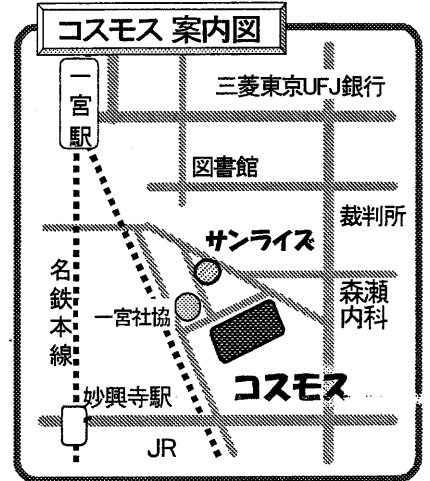 コスモス 案内図
一宮駅
三菱東京UFJ銀行
図書館
裁判所
サンライズ
名鉄本線
一宮社協
森瀬
内科
コスモス
妙興寺駅
JR